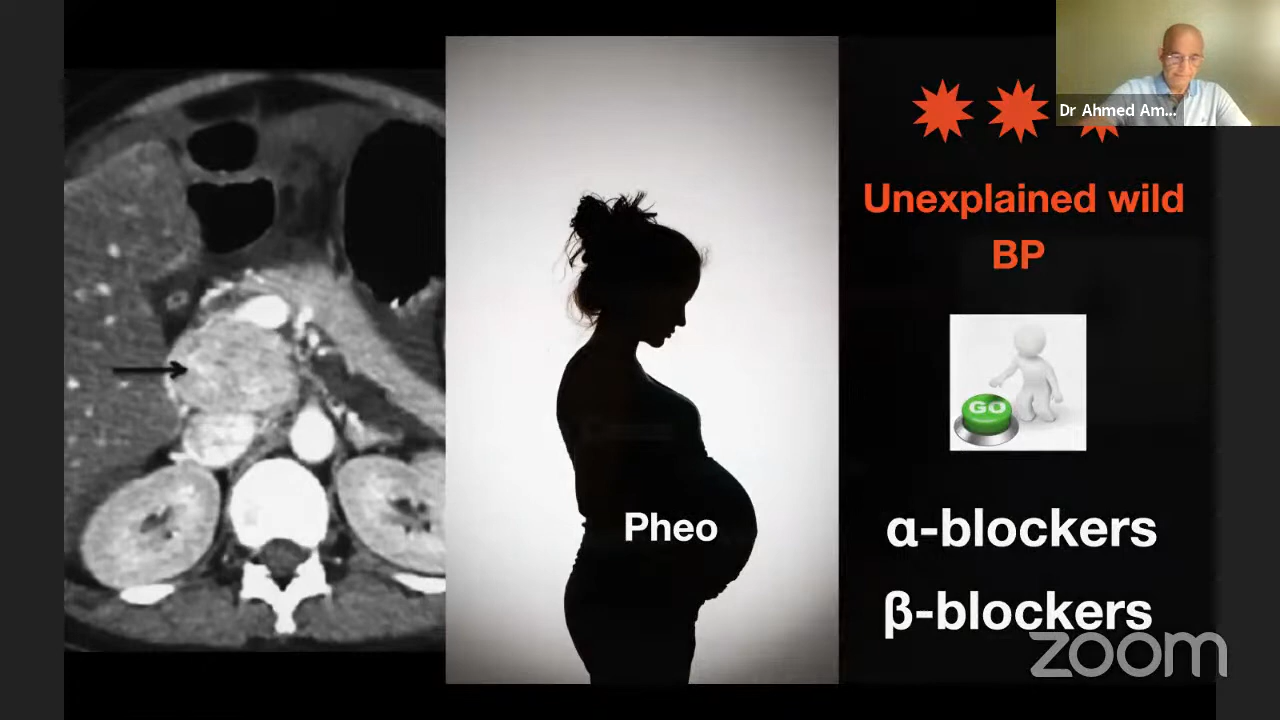 Dr Ahmed Am...
Unexplained wild
BP
GO
Pheo
α-blockers
β-blockers
zoom